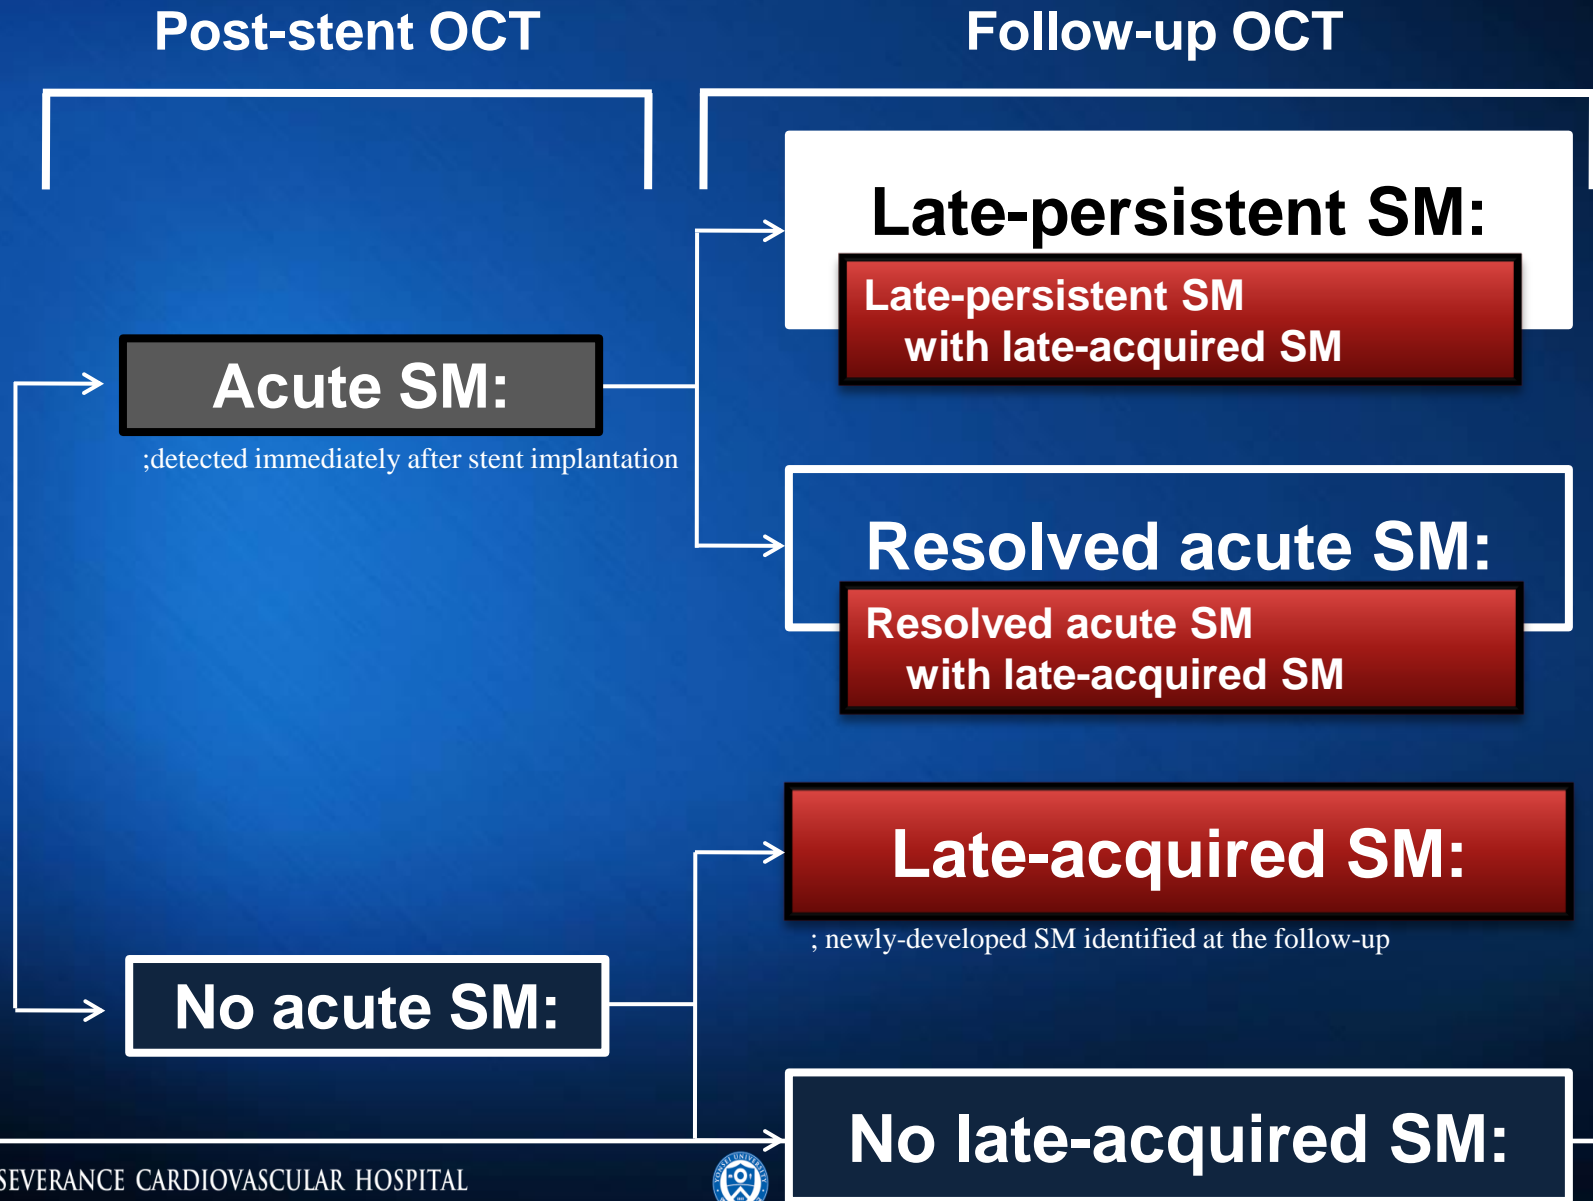 Post-stent OCT
Follow-up OCT
Late-persistent SM:
Late-persistent SM
with late-acquired SM
Acute SM:
;detected immediately after stent implantation
Resolved acute SM:
Resolved acute SM
with late-acquired SM
Late-acquired SM:
; newly-developed SM identified at the follow-up
No acute SM:
No late-acquired SM:
SEVERANCE CARDIOVASCULAR HOSPITAL